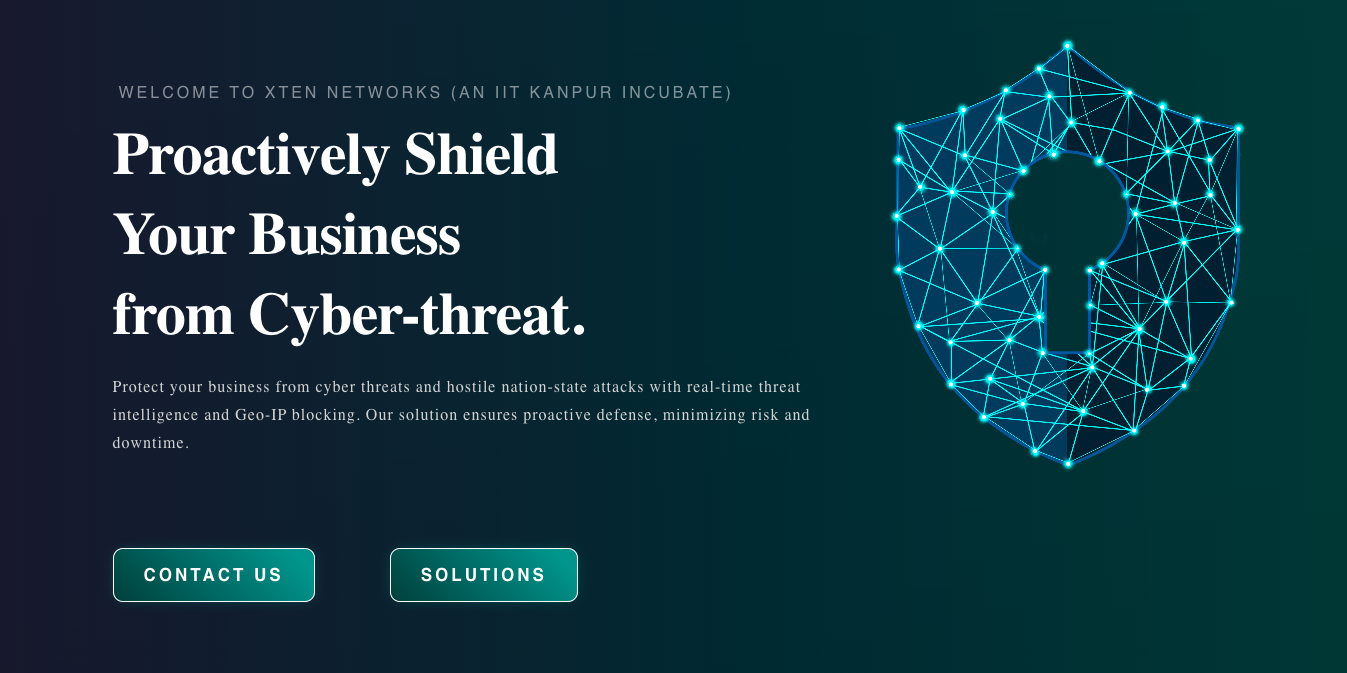 WELCOME TO XTEN NETWORKS (AN IIT KANPUR INCUBATE)
Proactively Shield
Your Business
from Cyber-threat.
Protect your business from cyber threats and hostile nation-state attacks with real-time threat
intelligence and Geo-IP blocking. Our solution ensures proactive defense, minimizing risk and
downtime.
CONTACT US
SOLUTIONS